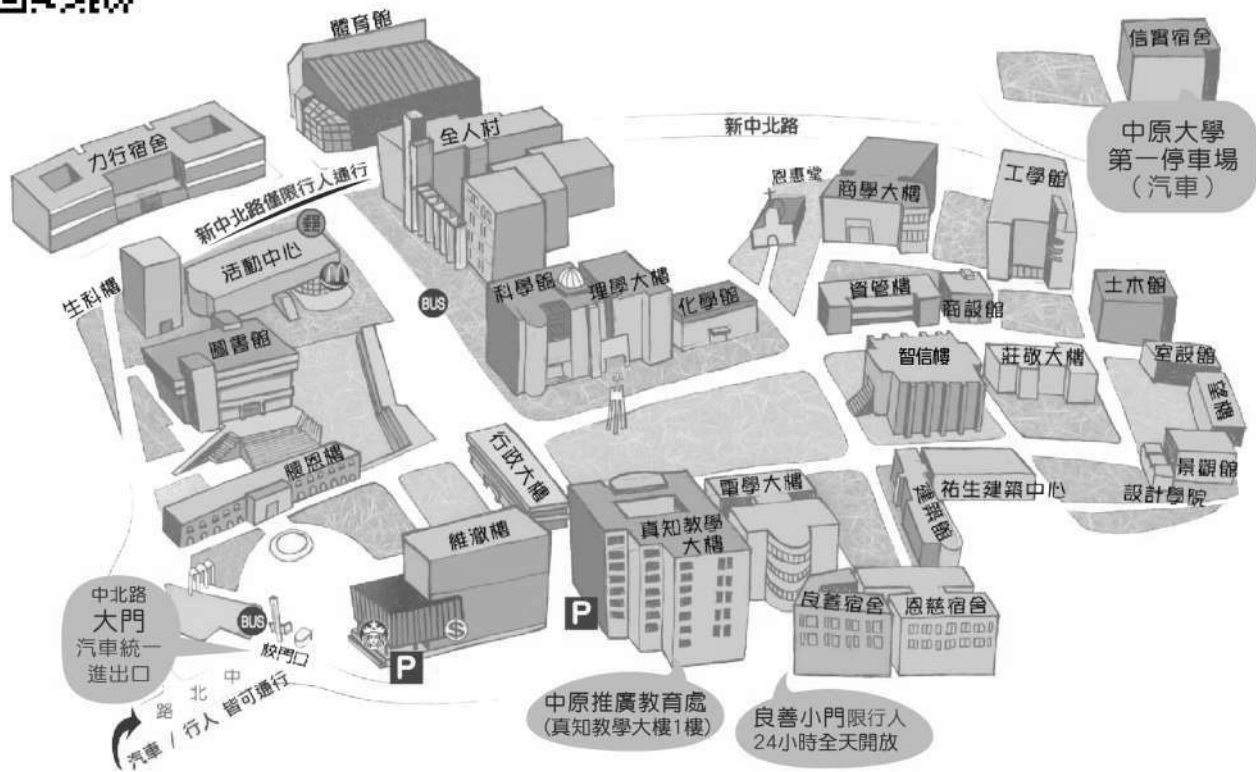 體育館
信實宿舍
中原大學
第一停車場
（汽車）
力行宿舍
全人村
新中北路
新中北路僅限行人通行
恩惠堂
商學大樓
工學館
郵
活動中心
生科樓
BUS
科學館
理學大樓
化學館
資管樓
商設館
土木館
圖書館
智信樓
莊敬大樓
室設館
望樓
景觀館
設計學院
懷恩樓
行政大樓
電學大樓
祐生建築中心
建築館
維澈樓
真知教學
大樓
良善宿舍
恩慈宿舍
中北路
大門
汽車統一
進出口
BUS
校門口
$
P
P
中北路
汽車 / 行人 皆可通行
中原推廣教育處
(真知教學大樓1樓)
良善小門限行人
24小時全天開放